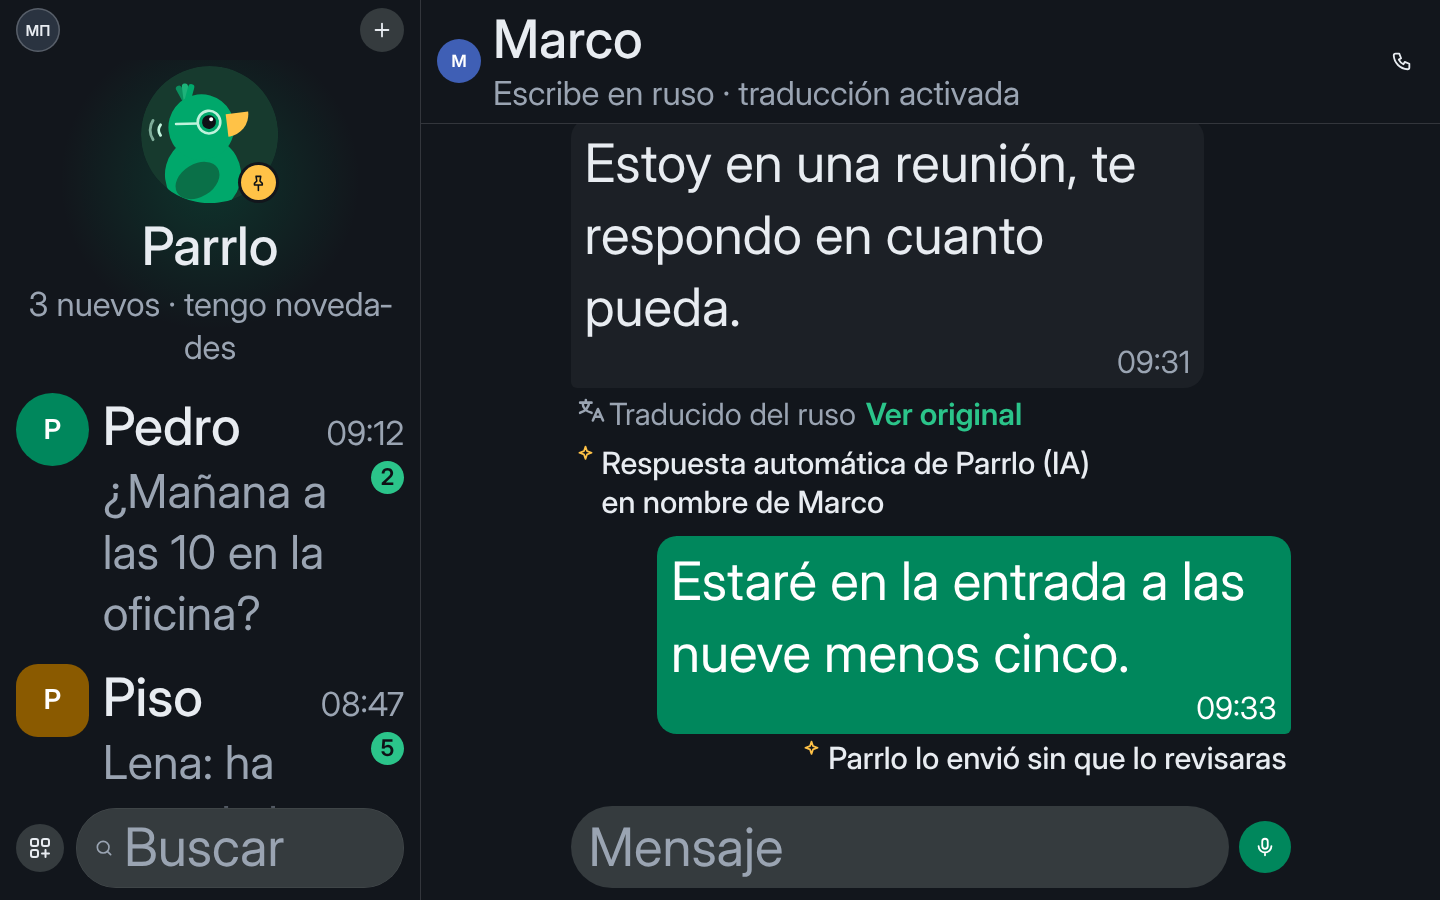 МП
Parrlo
3 nuevos · tengo noveda-
des
P
Pedro
09:12
¿Mañana a
las 10 en la
oficina?
2
P
Piso
08:47
Lena: ha
5
Buscar
M
Marco
Escribe en ruso · traducción activada
Estoy en una reunión, te
respondo en cuanto
pueda.
09:31
Traducido del ruso Ver original
Respuesta automática de Parrlo (IA)
en nombre de Marco
Estaré en la entrada a las
nueve menos cinco.
09:33
Parrlo lo envió sin que lo revisaras
Mensaje